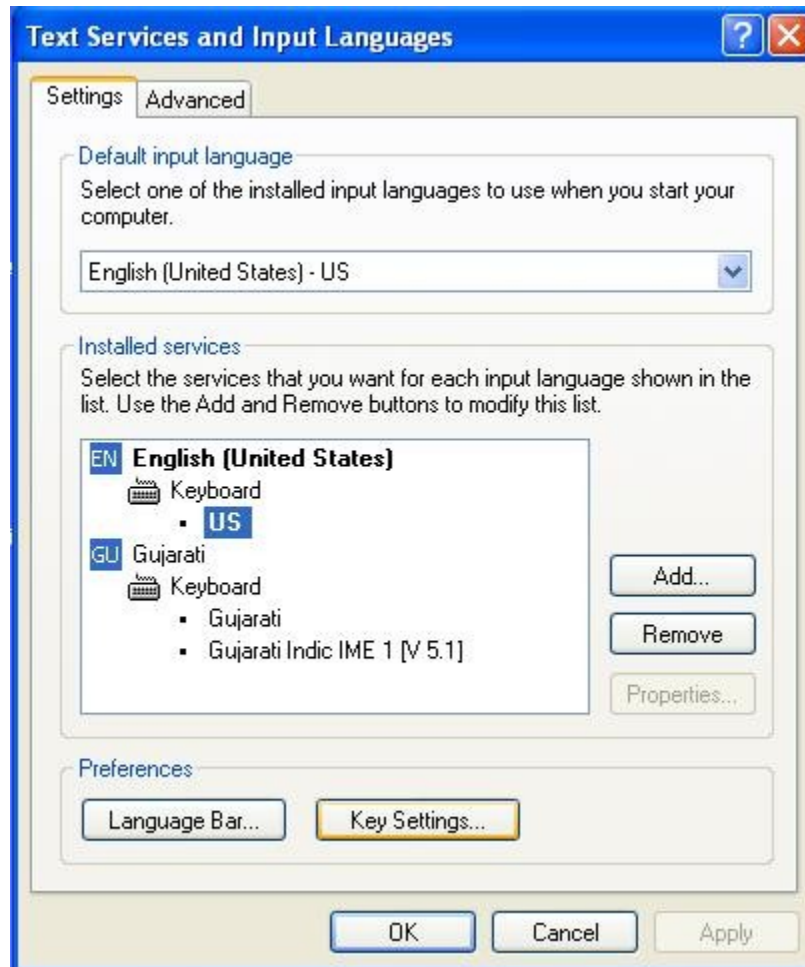 Text Services and Input Languages
?
Settings
Advanced
Default input language
Select one of the installed input languages to use when you start your
computer.
English (United States) - US
Installed services
Select the services that you want for each input language shown in the
list. Use the Add and Remove buttons to modify this list.
EN English (United States)
Keyboard
US
GU Gujarati
Keyboard
Gujarati
Gujarati Indic IME 1 [V 5.1]
Add...
Remove
Properties...
Preferences
Language Bar...
Key Settings...
OK
Cancel
Apply